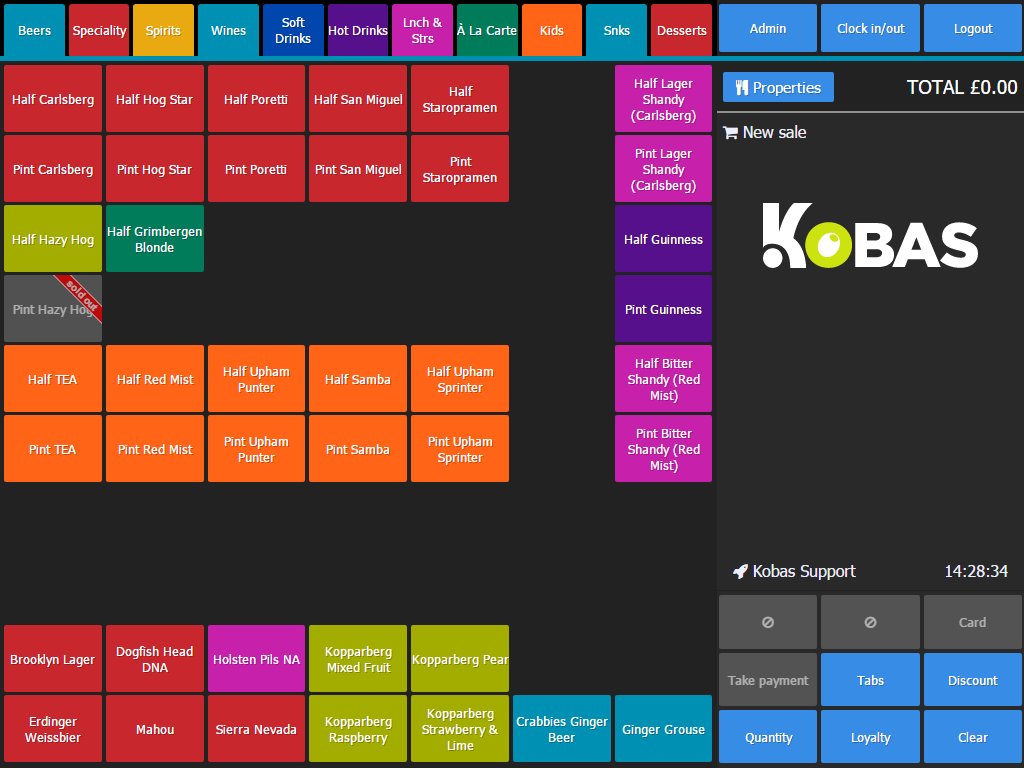 Beers
Speciality
Spirits
Wines
Soft
Drinks
Hot Drinks
Lnch &
Strs
À La Carte
Kids
Snks
Desserts
Admin
Clock in/out
Logout
Half Carlsberg
Half Hog Star
Half Poretti
Half San Miguel
Half
Staropramen
Half Lager
Shandy
(Carlsberg)
Properties
TOTAL £0.00
New sale
Pint Carlsberg
Pint Hog Star
Pint Poretti
Pint San Miguel
Pint
Staropramen
Pint Lager
Shandy
(Carlsberg)
Half Hazy Hog
Half Grimbergen
Blonde
Half Guinness
KOBAS
Pint Hazy Hog
sold out
Pint Guinness
Half TEA
Half Red Mist
Half Upham
Punter
Half Samba
Half Upham
Sprinter
Half Bitter
Shandy (Red
Mist)
Pint TEA
Pint Red Mist
Pint Upham
Punter
Pint Samba
Pint Upham
Sprinter
Pint Bitter
Shandy (Red
Mist)
Kobas Support
14:28:34
Card
Brooklyn Lager
Dogfish Head
DNA
Holsten Pils NA
Kopparberg
Mixed Fruit
Kopparberg Pear
Take payment
Tabs
Discount
Erdinger
Weissbier
Mahou
Sierra Nevada
Kopparberg
Raspberry
Kopparberg
Strawberry &
Lime
Crabbies Ginger
Beer
Ginger Grouse
Quantity
Loyalty
Clear